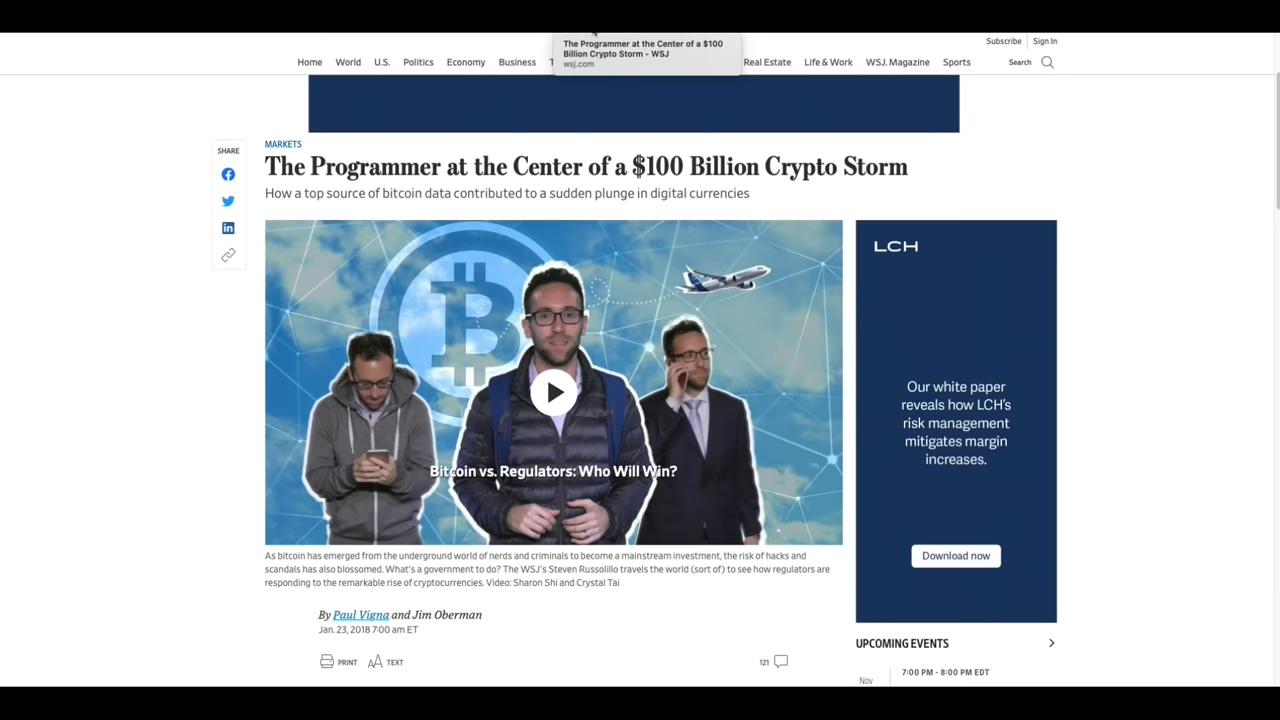 Subscribe Sign In
The Programmer at the Center of a $100
Billion Crypto Storm - WSJ
wsj.com
Home World U.S. Politics Economy Business T Real Estate Life & Work WSJ. Magazine Sports Search
SHARE
MARKETS
The Programmer at the Center of a $100 Billion Crypto Storm
How a top source of bitcoin data contributed to a sudden plunge in digital currencies
Bitcoin vs. Regulators: Who Will Win?
As bitcoin has emerged from the underground world of nerds and criminals to become a mainstream investment, the risk of hacks and
scandals has also blossomed. What's a government to do? The WSJ's Steven Russolillo travels the world (sort of) to see how regulators are
responding to the remarkable rise of cryptocurrencies. Video: Sharon Shi and Crystal Tai
By Paul Vigna and Jim Oberman
Jan. 23, 2018 7:00 am ET
PRINT AA TEXT
121
LCH
Our white paper
reveals how LCH's
risk management
mitigates margin
increases.
Download now
UPCOMING EVENTS
Nov
7:00 PM - 8:00 PM EDT